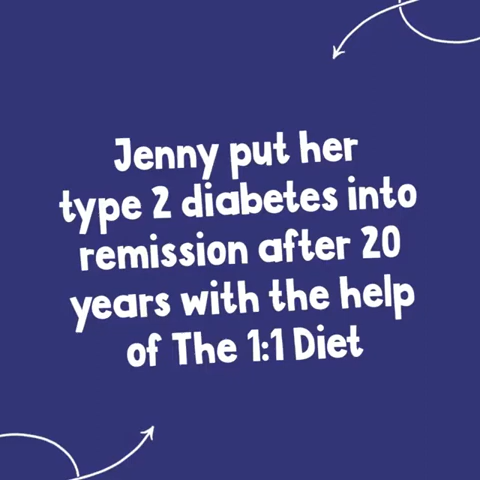 Jenny put her
type 2 diabetes into
remission after 20
years with the help
of The 1:1 Diet